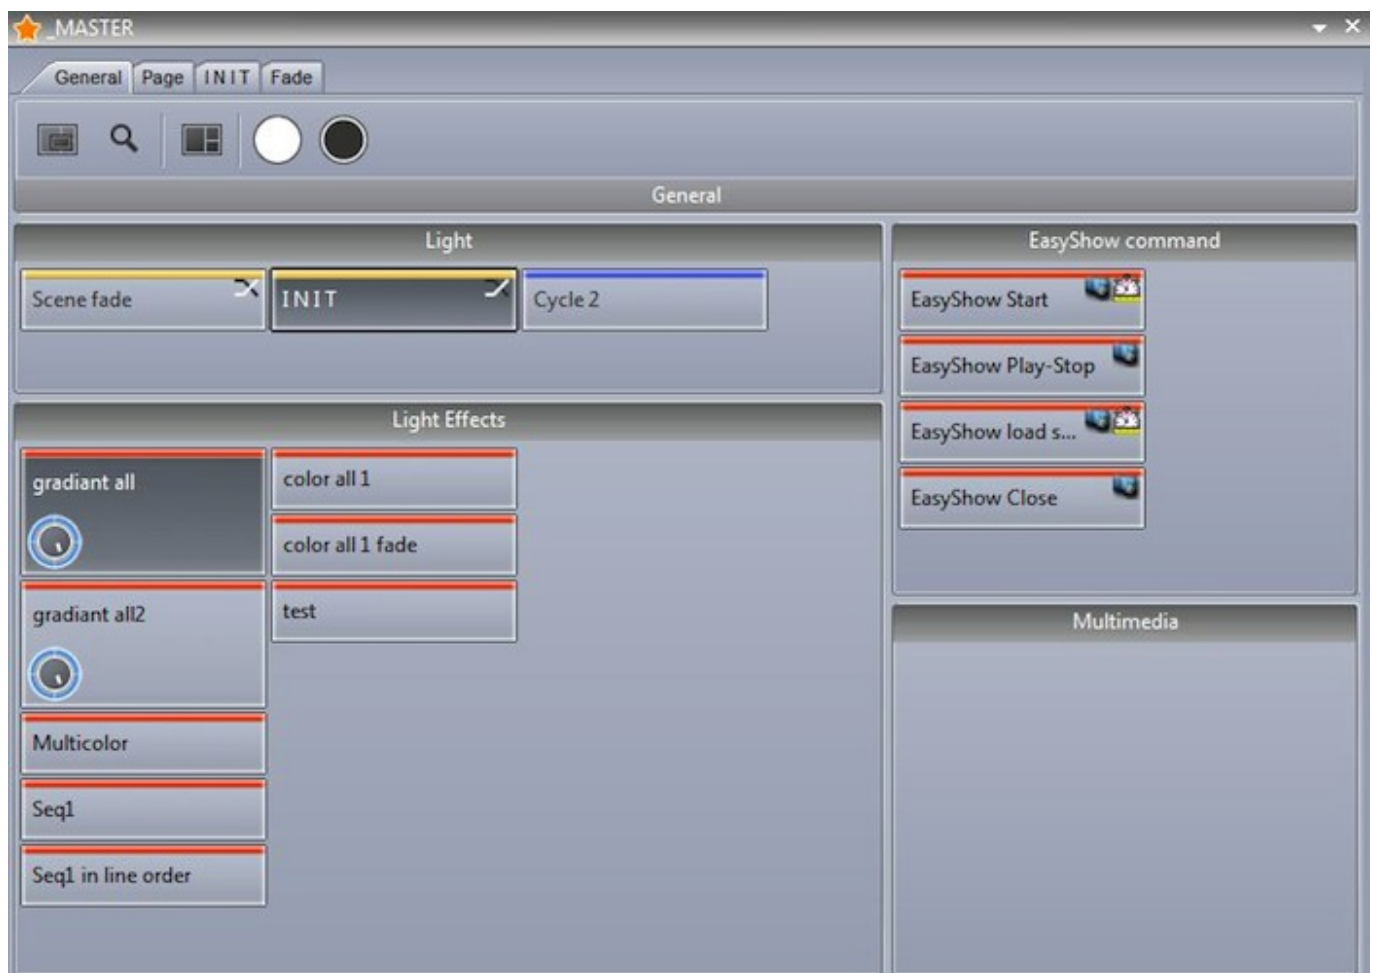 _MASTER
General Page INIT Fade
General
Light
Scene fade INIT Cycle 2
EasyShow command
EasyShow Start
EasyShow Play-Stop
EasyShow load s...
EasyShow Close
Light Effects
gradiant all
gradiant all2
Multicolor
Seq1
Seq1 in line order
color all 1
color all 1 fade
test
Multimedia